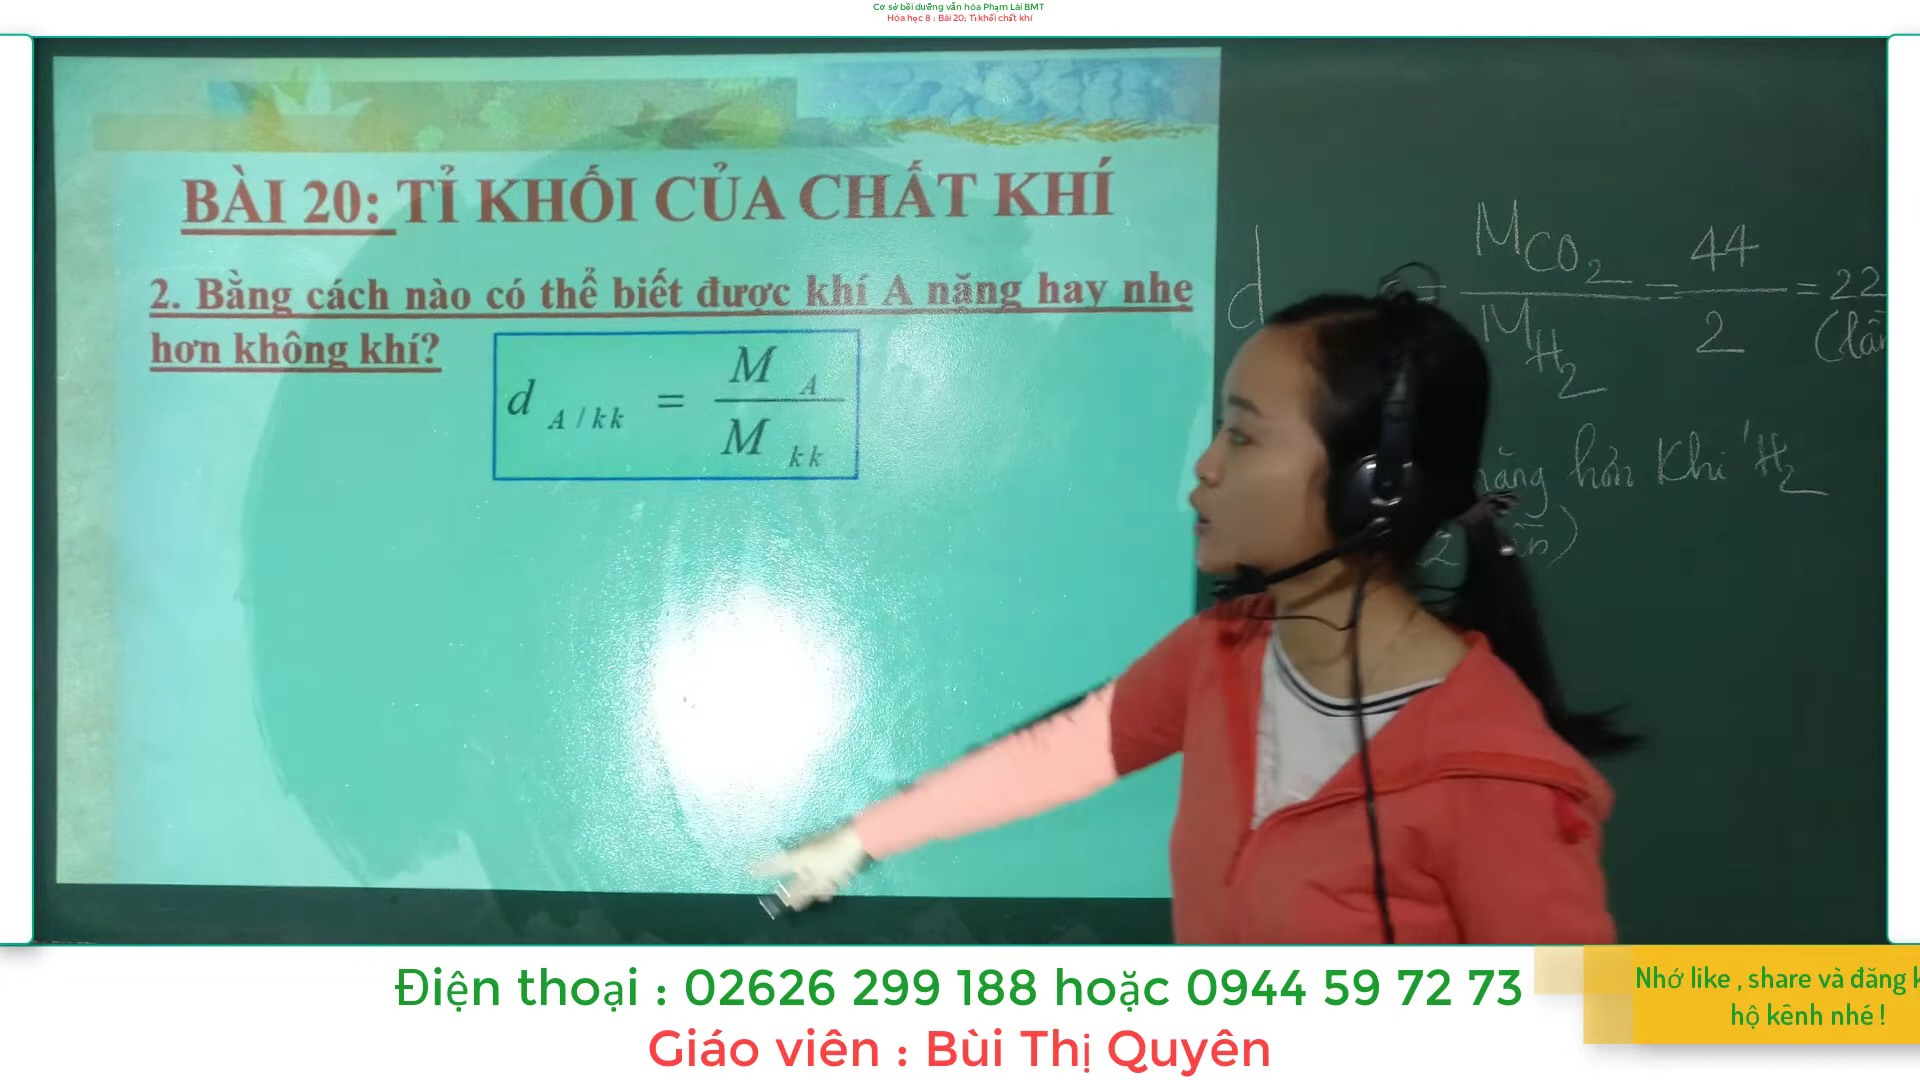 Cơ sở bồi dưỡng văn hóa Phạm Lài BMT
Hóa học 8 : Bài 20: Tỉ khối chất khí
BÀI 20: TỈ KHỐI CỦA CHẤT KHÍ
2. Bằng cách nào có thể biết được khí A nặng hay nhẹ
hơn không khí?
d A/kk = M A / M kk
d = M CO2 / M H2 = 44 / 2 = 22
(lần
nặng hơn Khí H2
Điện thoại : 02626 299 188 hoặc 0944 59 72 73
Giáo viên : Bùi Thị Quyên
Nhớ like , share và đăng k
hộ kênh nhé !